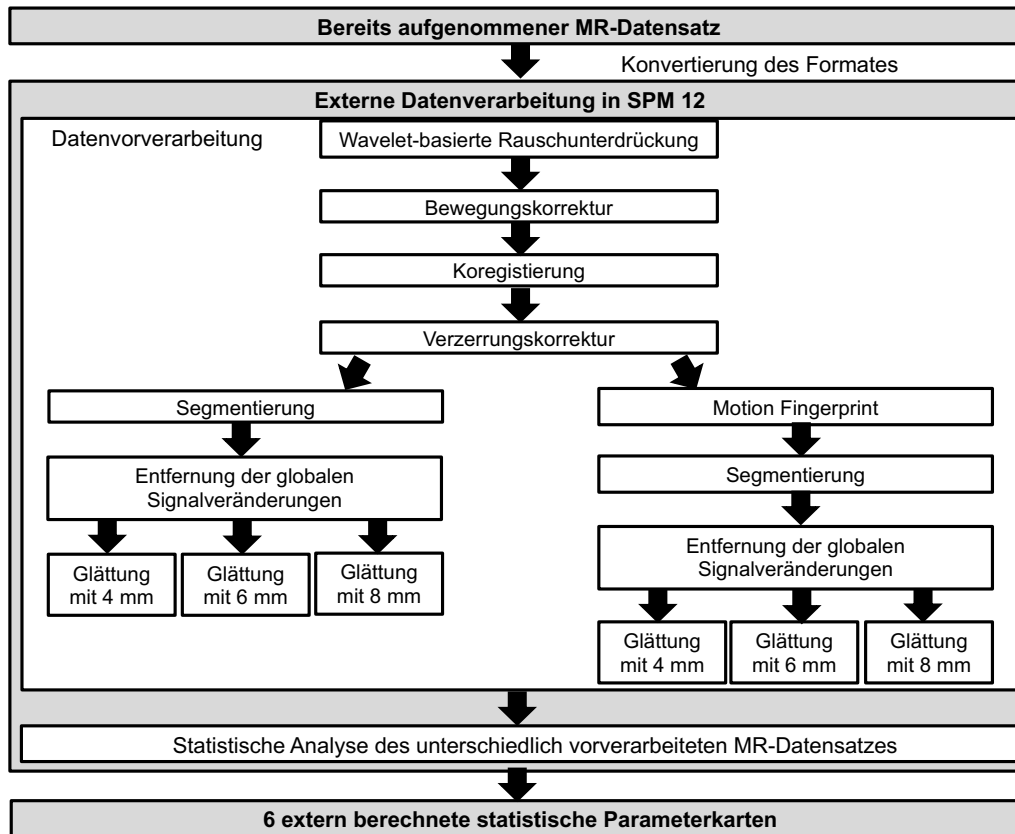 Bereits aufgenommener MR-Datensatz
Konvertierung des Formates
Externe Datenverarbeitung in SPM 12
Datenvorverarbeitung
Wavelet-basierte Rauschunterdrückung
Bewegungskorrektur
Koregistierung
Verzerrungskorrektur
Segmentierung
Entfernung der globalen
Signalveränderungen
Glättung
mit 4 mm
Glättung
mit 6 mm
Glättung
mit 8 mm
Motion Fingerprint
Segmentierung
Entfernung der globalen
Signalveränderungen
Glättung
mit 4 mm
Glättung
mit 6 mm
Glättung
mit 8 mm
Statistische Analyse des unterschiedlich vorverarbeiteten MR-Datensatzes
6 extern berechnete statistische Parameterkarten